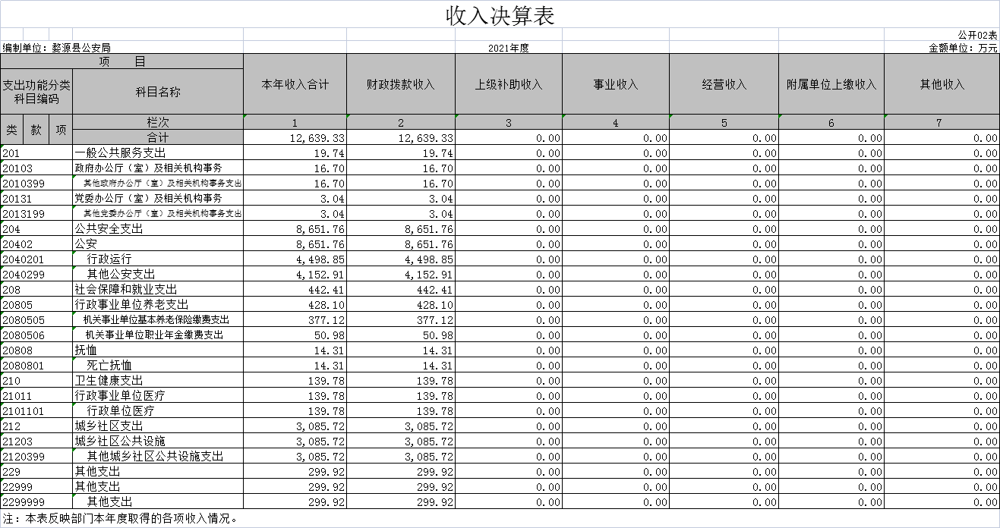 收入决算表
公开02表
编制单位：婺源县公安局 2021年度 金额单位：万元
项 目 本年收入合计 财政拨款收入 上级补助收入 事业收入 经营收入 附属单位上缴收入 其他收入
支出功能分类科目编码 科目名称
类 款 项 栏次 1 2 3 4 5 6 7
合计 12,639.33 12,639.33 0.00 0.00 0.00 0.00 0.00
201 一般公共服务支出 19.74 19.74 0.00 0.00 0.00 0.00 0.00
20103 政府办公厅（室）及相关机构事务 16.70 16.70 0.00 0.00 0.00 0.00 0.00
2010399 其他政府办公厅（室）及相关机构事务支出 16.70 16.70 0.00 0.00 0.00 0.00 0.00
20131 党委办公厅（室）及相关机构事务 3.04 3.04 0.00 0.00 0.00 0.00 0.00
2013199 其他党委办公厅（室）及相关机构事务支出 3.04 3.04 0.00 0.00 0.00 0.00 0.00
204 公共安全支出 8,651.76 8,651.76 0.00 0.00 0.00 0.00 0.00
20402 公安 8,651.76 8,651.76 0.00 0.00 0.00 0.00 0.00
2040201 行政运行 4,498.85 4,498.85 0.00 0.00 0.00 0.00 0.00
2040299 其他公安支出 4,152.91 4,152.91 0.00 0.00 0.00 0.00 0.00
208 社会保障和就业支出 442.41 442.41 0.00 0.00 0.00 0.00 0.00
20805 行政事业单位养老支出 428.10 428.10 0.00 0.00 0.00 0.00 0.00
2080505 机关事业单位基本养老保险缴费支出 377.12 377.12 0.00 0.00 0.00 0.00 0.00
2080506 机关事业单位职业年金缴费支出 50.98 50.98 0.00 0.00 0.00 0.00 0.00
20808 抚恤 14.31 14.31 0.00 0.00 0.00 0.00 0.00
2080801 死亡抚恤 14.31 14.31 0.00 0.00 0.00 0.00 0.00
210 卫生健康支出 139.78 139.78 0.00 0.00 0.00 0.00 0.00
21011 行政事业单位医疗 139.78 139.78 0.00 0.00 0.00 0.00 0.00
2101101 行政单位医疗 139.78 139.78 0.00 0.00 0.00 0.00 0.00
212 城乡社区支出 3,085.72 3,085.72 0.00 0.00 0.00 0.00 0.00
21203 城乡社区公共设施 3,085.72 3,085.72 0.00 0.00 0.00 0.00 0.00
2120399 其他城乡社区公共设施支出 3,085.72 3,085.72 0.00 0.00 0.00 0.00 0.00
229 其他支出 299.92 299.92 0.00 0.00 0.00 0.00 0.00
22999 其他支出 299.92 299.92 0.00 0.00 0.00 0.00 0.00
2299999 其他支出 299.92 299.92 0.00 0.00 0.00 0.00 0.00
注：本表反映部门本年度取得的各项收入情况。